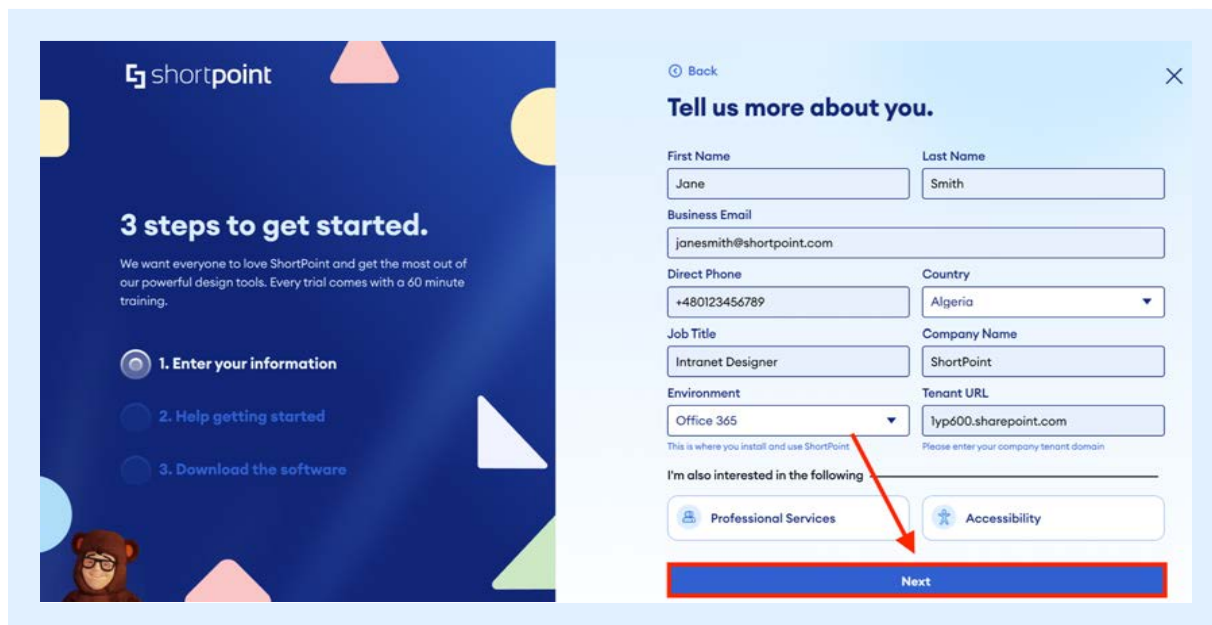 shortpoint
3 steps to get started.
We want everyone to love ShortPoint and get the most out of
our powerful design tools. Every trial comes with a 60 minute
training.
1. Enter your information
2. Help getting started
3. Download the software
Back
Tell us more about you.
First Name
Last Name
Jane
Smith
Business Email
janesmith@shortpoint.com
Direct Phone
Country
+480123456789
Algeria
Job Title
Company Name
Intranet Designer
ShortPoint
Environment
Tenant URL
Office 365
1yp600.sharepoint.com
This is where you install and use ShortPoint
Please enter your company tenant domain
I'm also interested in the following
Professional Services
Accessibility
Next